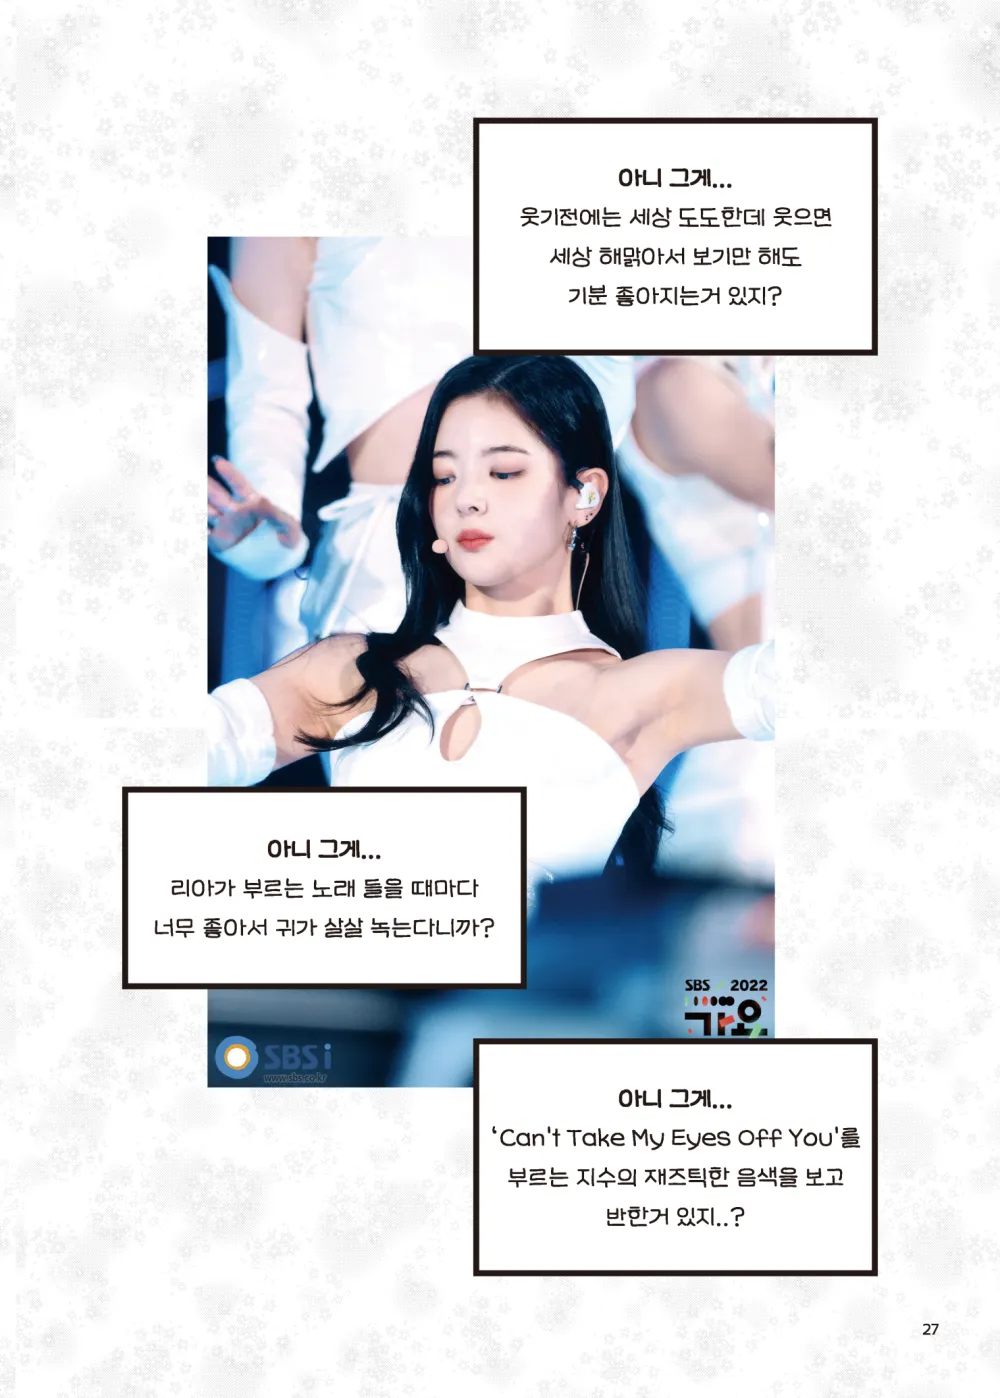 아니 그게...
웃기전에는 세상 도도한데 웃으면
세상 해맑아서 보기만 해도
기분 좋아지는거 있지?
아니 그게...
리아가 부르는 노래 들을 때마다
너무 좋아서 귀가 살살 녹는다니까?
SBS 2022
가요
SBS i
www.sbs.co.kr
아니 그게...
‘Can't Take My Eyes Off You'를
부르는 지수의 재즈틱한 음색을 보고
반한거 있지..?
27